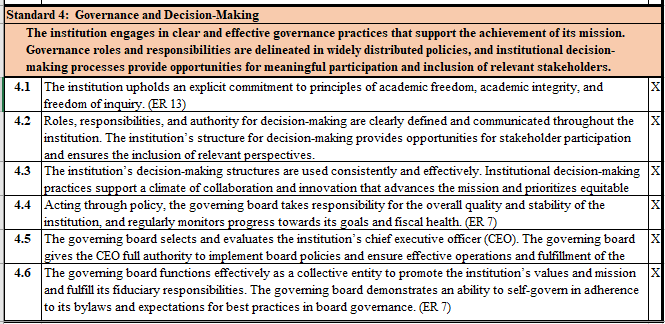 Standard 4:  Governance and Decision-Making
The institution engages in clear and effective governance practices that support the achievement of its mission.
Governance roles and responsibilities are delineated in widely distributed policies, and institutional decision-
making processes provide opportunities for meaningful participation and inclusion of relevant stakeholders.
4.1 The institution upholds an explicit commitment to principles of academic freedom, academic integrity, and X
freedom of inquiry. (ER 13)
4.2 Roles, responsibilities, and authority for decision-making are clearly defined and communicated throughout the X
institution. The institution’s structure for decision-making provides opportunities for stakeholder participation
and ensures the inclusion of relevant perspectives.
4.3 The institution’s decision-making structures are used consistently and effectively. Institutional decision-making X
practices support a climate of collaboration and innovation that advances the mission and prioritizes equitable
4.4 Acting through policy, the governing board takes responsibility for the overall quality and stability of the X
institution, and regularly monitors progress towards its goals and fiscal health. (ER 7)
4.5 The governing board selects and evaluates the institution’s chief executive officer (CEO). The governing board X
gives the CEO full authority to implement board policies and ensure effective operations and fulfillment of the
4.6 The governing board functions effectively as a collective entity to promote the institution’s values and mission X
and fulfill its fiduciary responsibilities. The governing board demonstrates an ability to self-govern in adherence
to its bylaws and expectations for best practices in board governance. (ER 7)